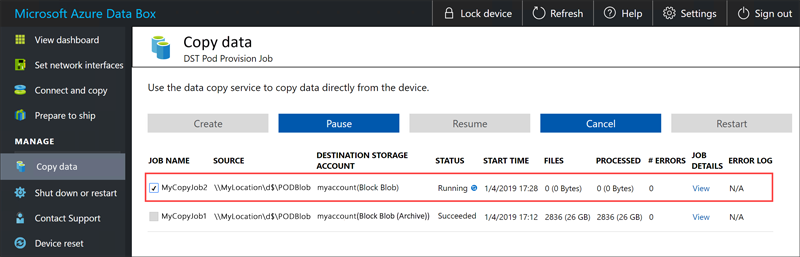 Microsoft Azure Data Box
Lock device
Refresh
Help
Settings
Sign out
View dashboard
Set network interfaces
Connect and copy
Prepare to ship
MANAGE
Copy data
Shut down or restart
Contact Support
Device reset
Copy data
DST Pod Provision Job
Use the data copy service to copy data directly from the device.
Create Pause Resume Cancel Restart
JOB NAME SOURCE DESTINATION STORAGE ACCOUNT STATUS START TIME FILES PROCESSED # ERRORS JOB DETAILS ERROR LOG
MyCopyJob2 \\MyLocation\d$\PODBlob myaccount(Block Blob) Running 1/4/2019 17:28 0 (0 Bytes) 0 (0 Bytes) 0 View N/A
MyCopyJob1 \\MyLocation\d$\PODBlob myaccount(Block Blob (Archive)) Succeeded 1/4/2019 17:12 2836 (26 GB) 2836 (26 GB) 0 View N/A